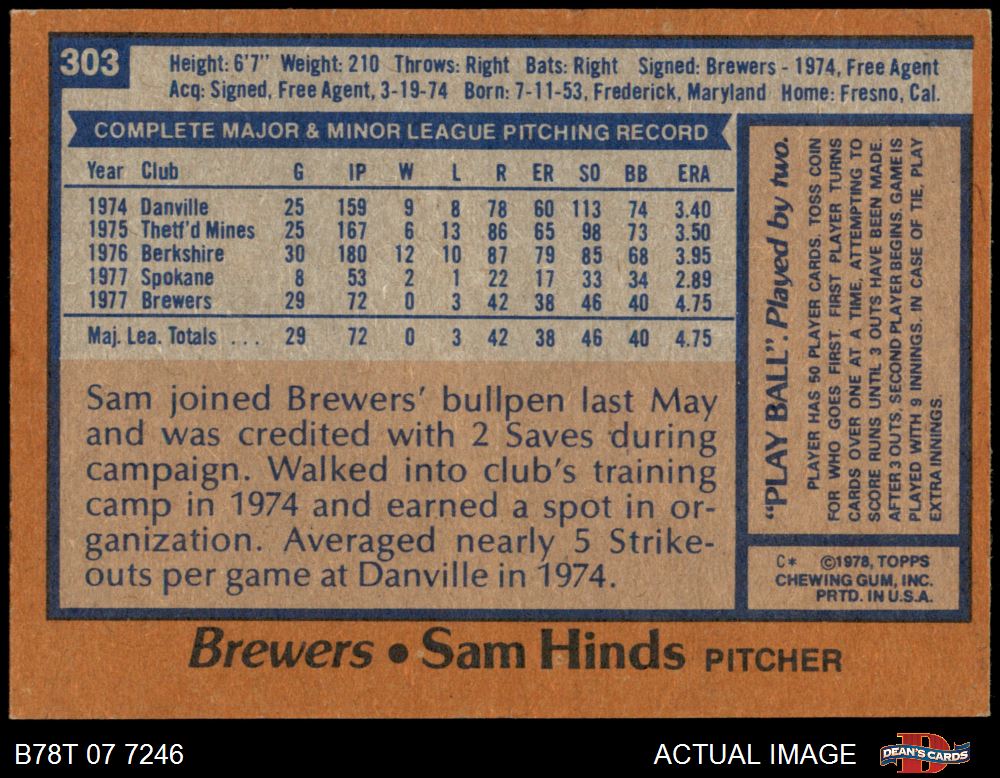 303
Height: 6'7" Weight: 210 Throws: Right Bats: Right Signed: Brewers - 1974, Free Agent
Acq: Signed, Free Agent, 3-19-74 Born: 7-11-53, Frederick, Maryland Home: Fresno, Cal.
COMPLETE MAJOR & MINOR LEAGUE PITCHING RECORD
Year Club G IP W L R ER SO BB ERA
1974 Danville 25 159 9 8 78 60 113 74 3.40
1975 Thetf'd Mines 25 167 6 13 86 65 98 73 3.50
1976 Berkshire 30 180 12 10 87 79 85 68 3.95
1977 Spokane 8 53 2 1 22 17 33 34 2.89
1977 Brewers 29 72 0 3 42 38 46 40 4.75
Maj. Lea. Totals ... 29 72 0 3 42 38 46 40 4.75
Sam joined Brewers' bullpen last May
and was credited with 2 Saves during
campaign. Walked into club's training
camp in 1974 and earned a spot in or-
ganization. Averaged nearly 5 Strike-
outs per game at Danville in 1974.
"PLAY BALL". Played by two.
PLAYER HAS 50 PLAYER CARDS. TOSS COIN
FOR WHO GOES FIRST. FIRST PLAYER TURNS
CARDS OVER ONE AT A TIME, ATTEMPTING TO
SCORE RUNS UNTIL 3 OUTS HAVE BEEN MADE.
AFTER 3 OUTS, SECOND PLAYER BEGINS. GAME IS
PLAYED WITH 9 INNINGS. IN CASE OF TIE, PLAY
EXTRA INNINGS.
C* ©1978, TOPPS
CHEWING GUM, INC.
PRTD. IN U.S.A.
Brewers • Sam Hinds PITCHER
B78T 07 7246
ACTUAL IMAGE
D
DEAN'S CARDS